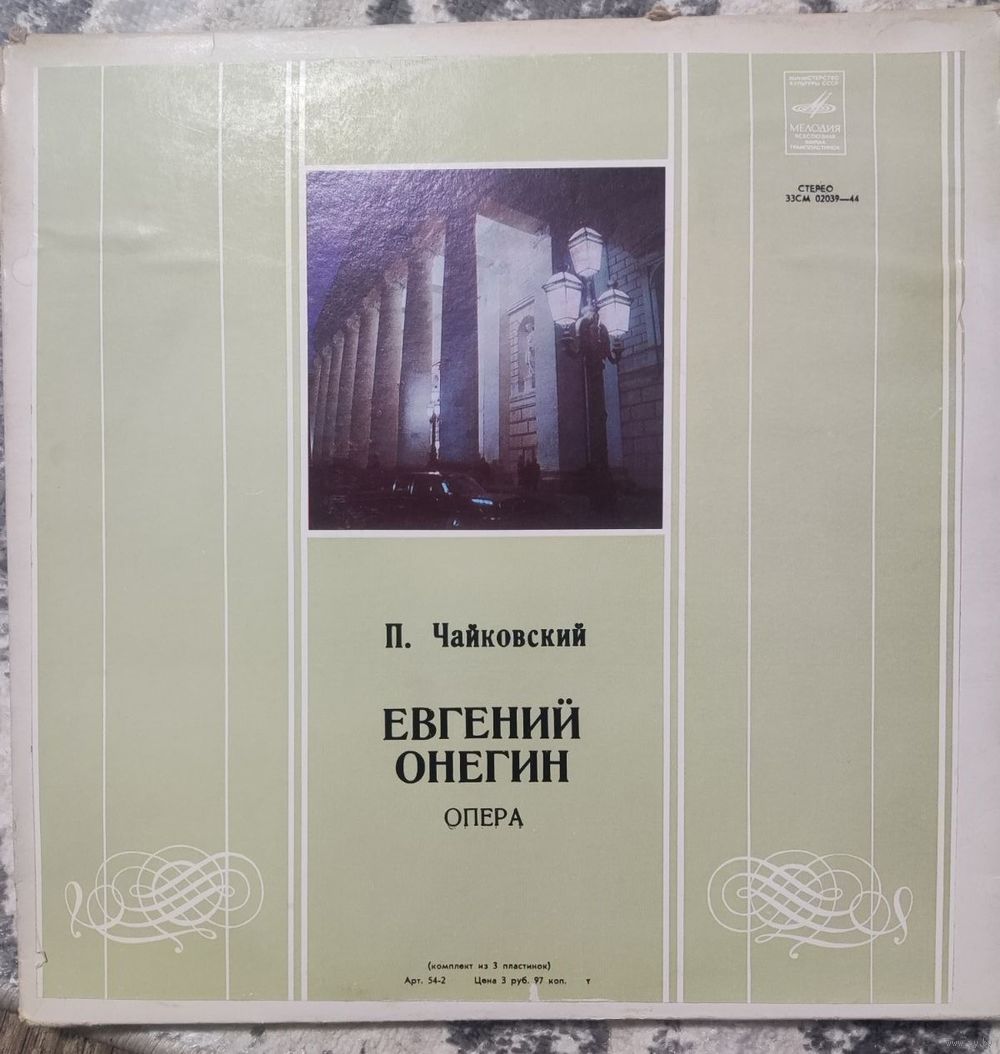 МИНИСТЕРСТВО
КУЛЬТУРЫ СССР
МЕЛОДИЯ
ВСЕСОЮЗНАЯ
ФИРМА
ГРАМПЛАСТИНОК
СТЕРЕО
33СМ 02039—44
П. Чайковский
ЕВГЕНИЙ
ОНЕГИН
ОПЕРА
(комплект из 3 пластинок)
Арт. 54-2 Цена 3 руб. 97 коп. т